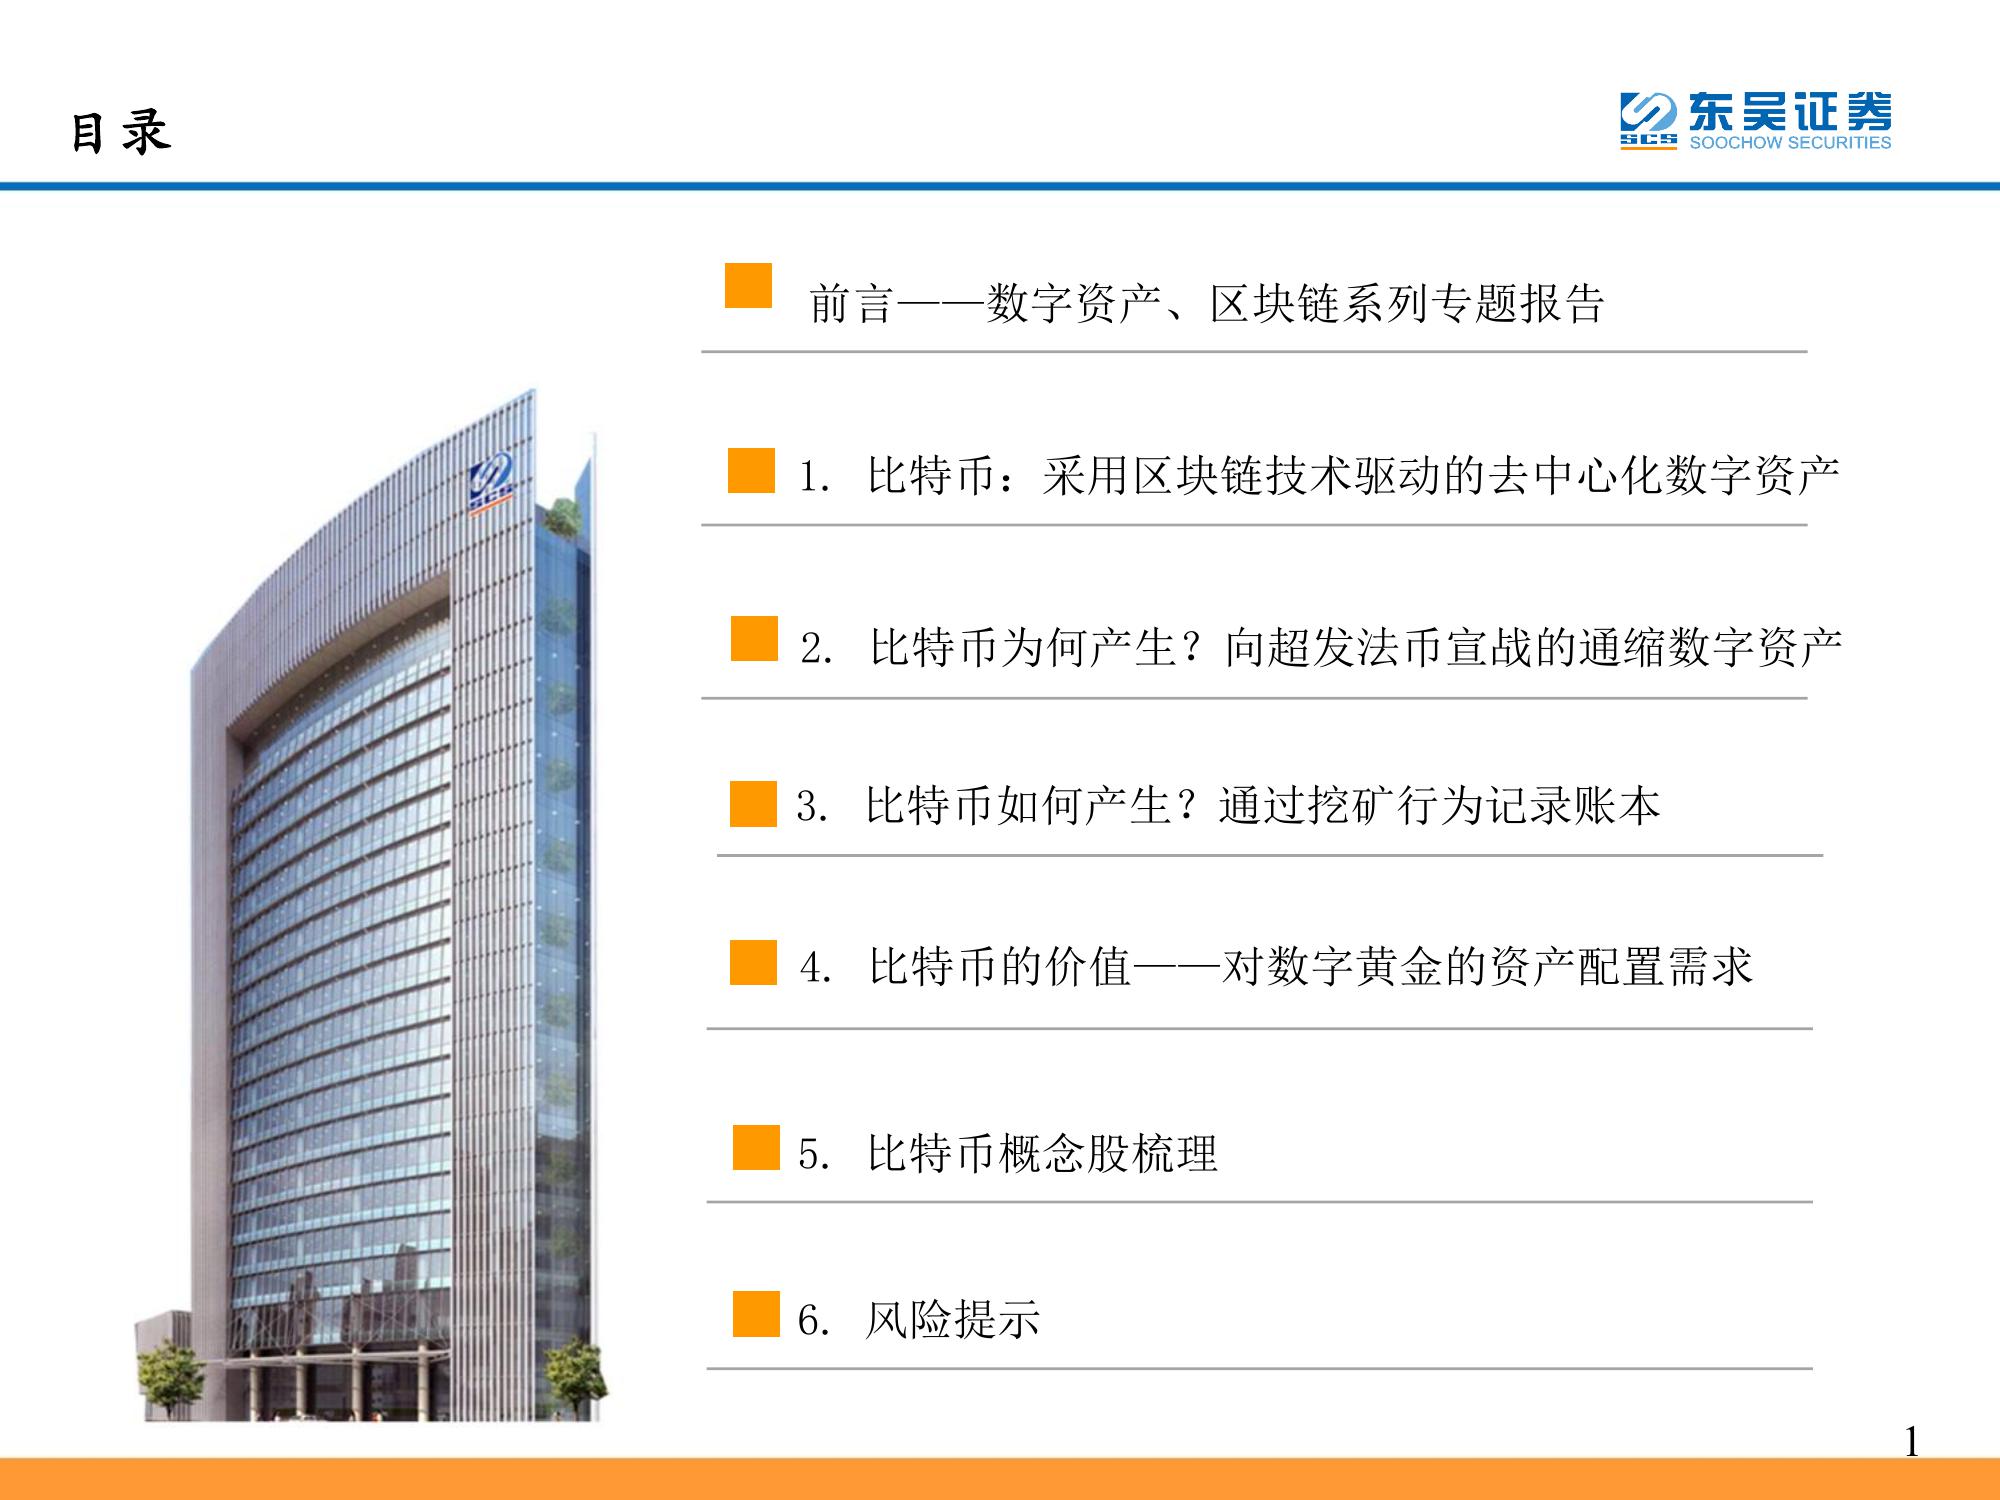 目录
SCS
东吴证券
SOOCHOW SECURITIES
前言——数字资产、区块链系列专题报告
1. 比特币：采用区块链技术驱动的去中心化数字资产
2. 比特币为何产生？向超发法币宣战的通缩数字资产
3. 比特币如何产生？通过挖矿行为记录账本
4. 比特币的价值——对数字黄金的资产配置需求
5. 比特币概念股梳理
6. 风险提示
SCS
1